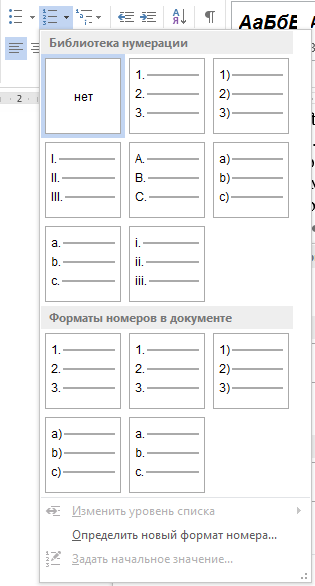 АаБбВ
· 2 ·
Библиотека нумерации
нет
1.
2.
3.
1)
2)
3)
I.
II.
III.
A.
B.
C.
a)
b)
c)
a.
b.
c.
i.
ii.
iii.
Форматы номеров в документе
1.
2.
3.
1.
2.
3.
1)
2)
3)
a)
b)
c)
a.
b.
c.
Изменить уровень списка
Определить новый формат номера...
Задать начальное значение...